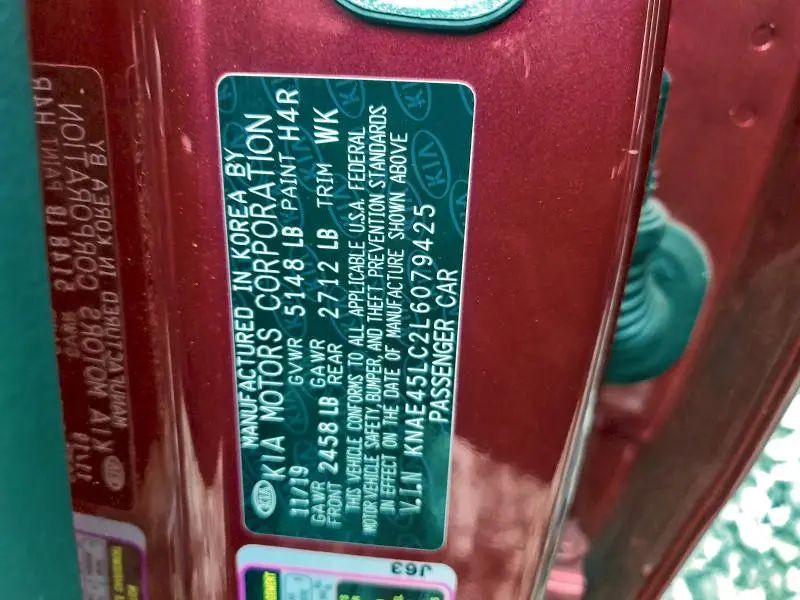 MANUFACTURED IN KOREA BY
KIA KIA MOTORS CORPORATION
11/19 GVWR 5148 LB PAINT H4R
GAWR FRONT 2458 LB GAWR REAR 2712 LB TRIM WK
THIS VEHICLE CONFORMS TO ALL APPLICABLE U.S.A. FEDERAL
MOTOR VEHICLE SAFETY, BUMPER, AND THEFT PREVENTION STANDARDS
IN EFFECT ON THE DATE OF MANUFACTURE SHOWN ABOVE
V.I.N KNAE45LC2L6079425
PASSENGER CAR
J63